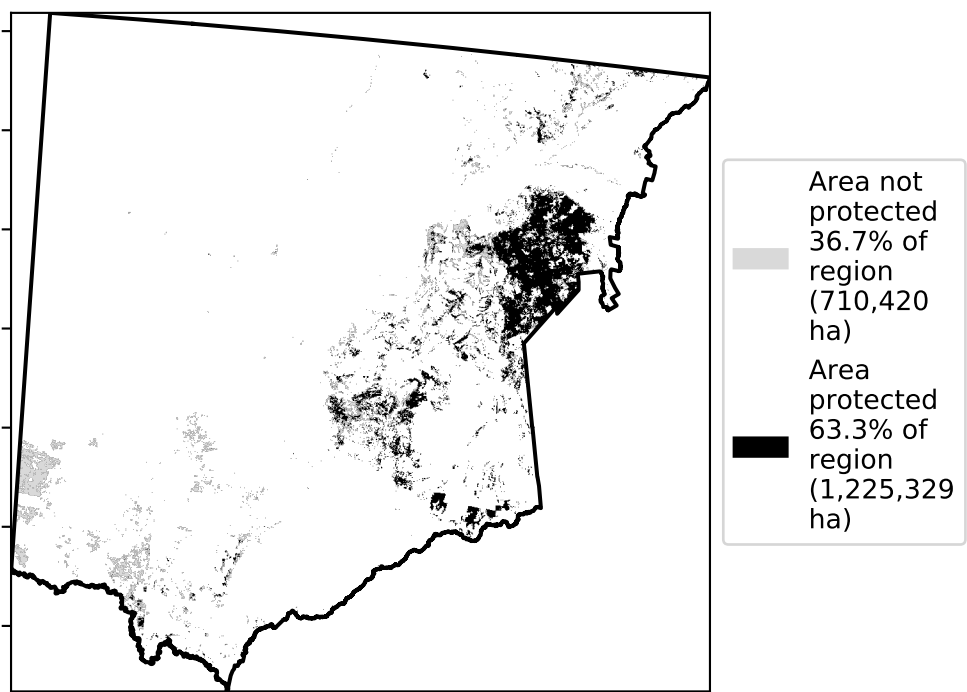 Area not
protected
36.7% of
region
(710,420
ha)
Area
protected
63.3% of
region
(1,225,329
ha)